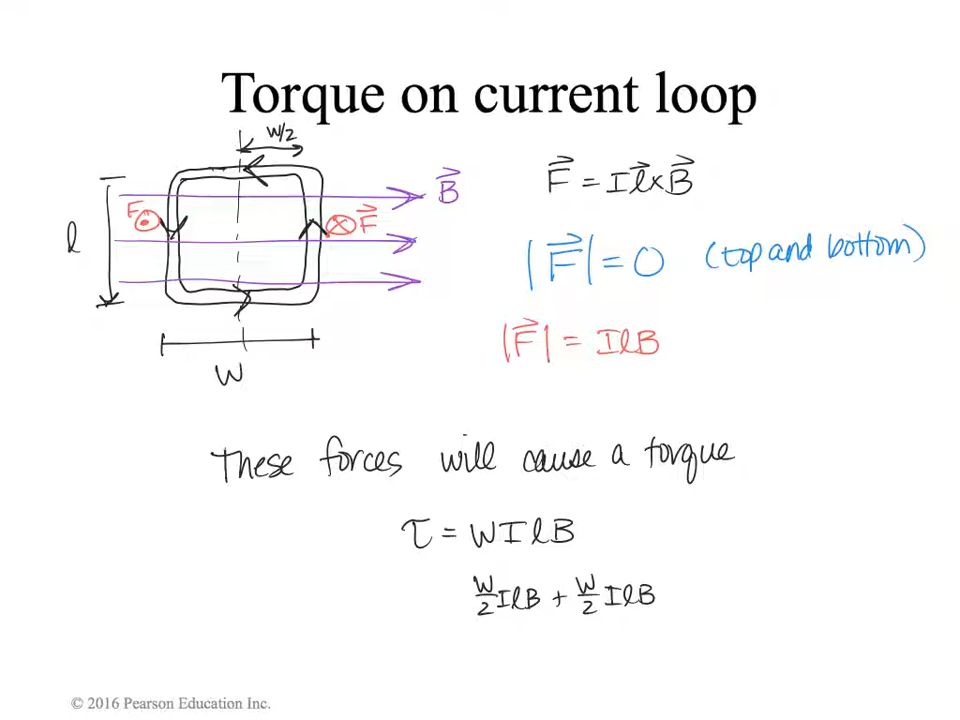 Torque on current loop
W/2
B⃗
F⃗ = Il⃗×B⃗
F
F⃗
l
|F⃗| = 0 (top and bottom)
|F⃗| = IlB
W
These forces will cause a torque
τ = WIlB
W/2 IlB + W/2 IlB
© 2016 Pearson Education Inc.